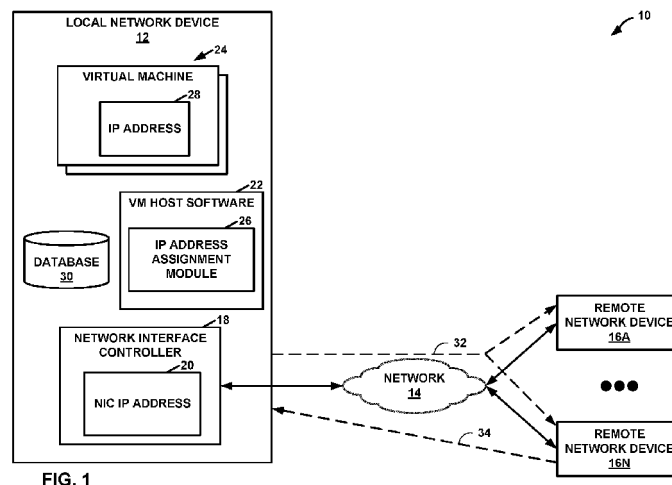 LOCAL NETWORK DEVICE
12
10
24
VIRTUAL MACHINE
28
IP ADDRESS
22
VM HOST SOFTWARE
26
IP ADDRESS
ASSIGNMENT
MODULE
DATABASE
30
18
NETWORK INTERFACE
CONTROLLER
20
NIC IP ADDRESS
32
NETWORK
14
34
REMOTE
NETWORK DEVICE
16A
REMOTE
NETWORK DEVICE
16N
FIG. 1